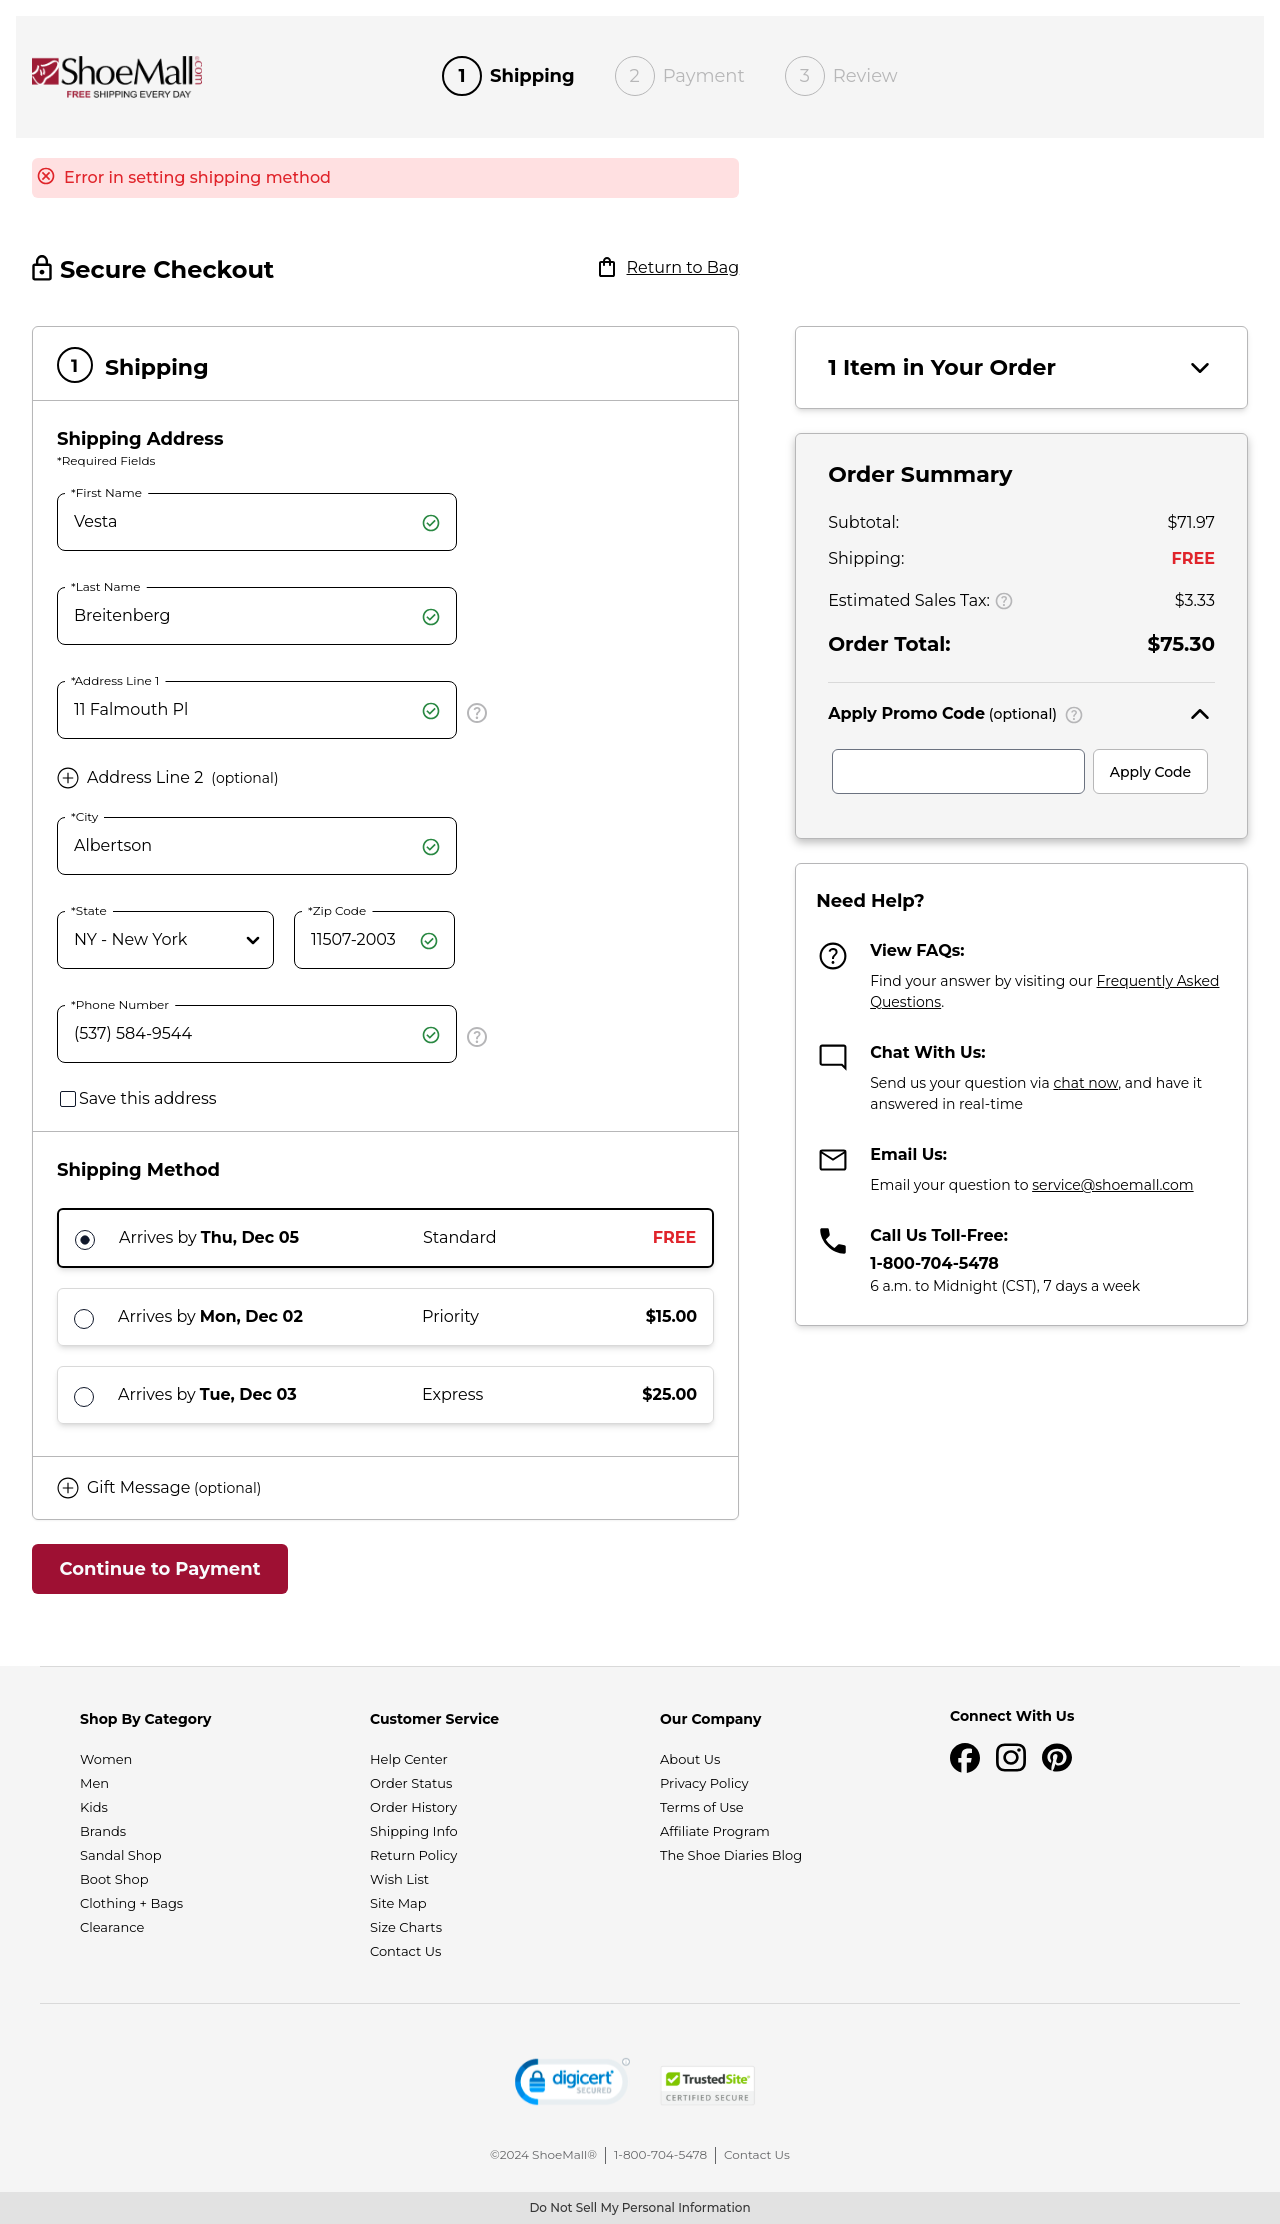 ShoeMall.com
FREE SHIPPING EVERY DAY
1 Shipping
2 Payment
3 Review
Error in setting shipping method
Secure Checkout
Return to Bag
1 Shipping
Shipping Address
*Required Fields
*First Name
Vesta
*Last Name
Breitenberg
*Address Line 1
11 Falmouth Pl
Address Line 2 (optional)
*City
Albertson
*State
NY - New York
*Zip Code
11507-2003
*Phone Number
(537) 584-9544
Save this address
Shipping Method
Arrives by Thu, Dec 05 Standard FREE
Arrives by Mon, Dec 02 Priority $15.00
Arrives by Tue, Dec 03 Express $25.00
Gift Message (optional)
Continue to Payment
1 Item in Your Order
Order Summary
Subtotal: $71.97
Shipping: FREE
Estimated Sales Tax: $3.33
Order Total: $75.30
Apply Promo Code (optional)
Apply Code
Need Help?
View FAQs:
Find your answer by visiting our Frequently Asked
Questions.
Chat With Us:
Send us your question via chat now, and have it
answered in real-time
Email Us:
Email your question to service@shoemall.com
Call Us Toll-Free:
1-800-704-5478
6 a.m. to Midnight (CST), 7 days a week
Shop By Category
Women
Men
Kids
Brands
Sandal Shop
Boot Shop
Clothing + Bags
Clearance
Customer Service
Help Center
Order Status
Order History
Shipping Info
Return Policy
Wish List
Site Map
Size Charts
Contact Us
Our Company
About Us
Privacy Policy
Terms of Use
Affiliate Program
The Shoe Diaries Blog
Connect With Us
digicert
SECURED
TrustedSite
CERTIFIED SECURE
©2024 ShoeMall® | 1-800-704-5478 | Contact Us
Do Not Sell My Personal Information